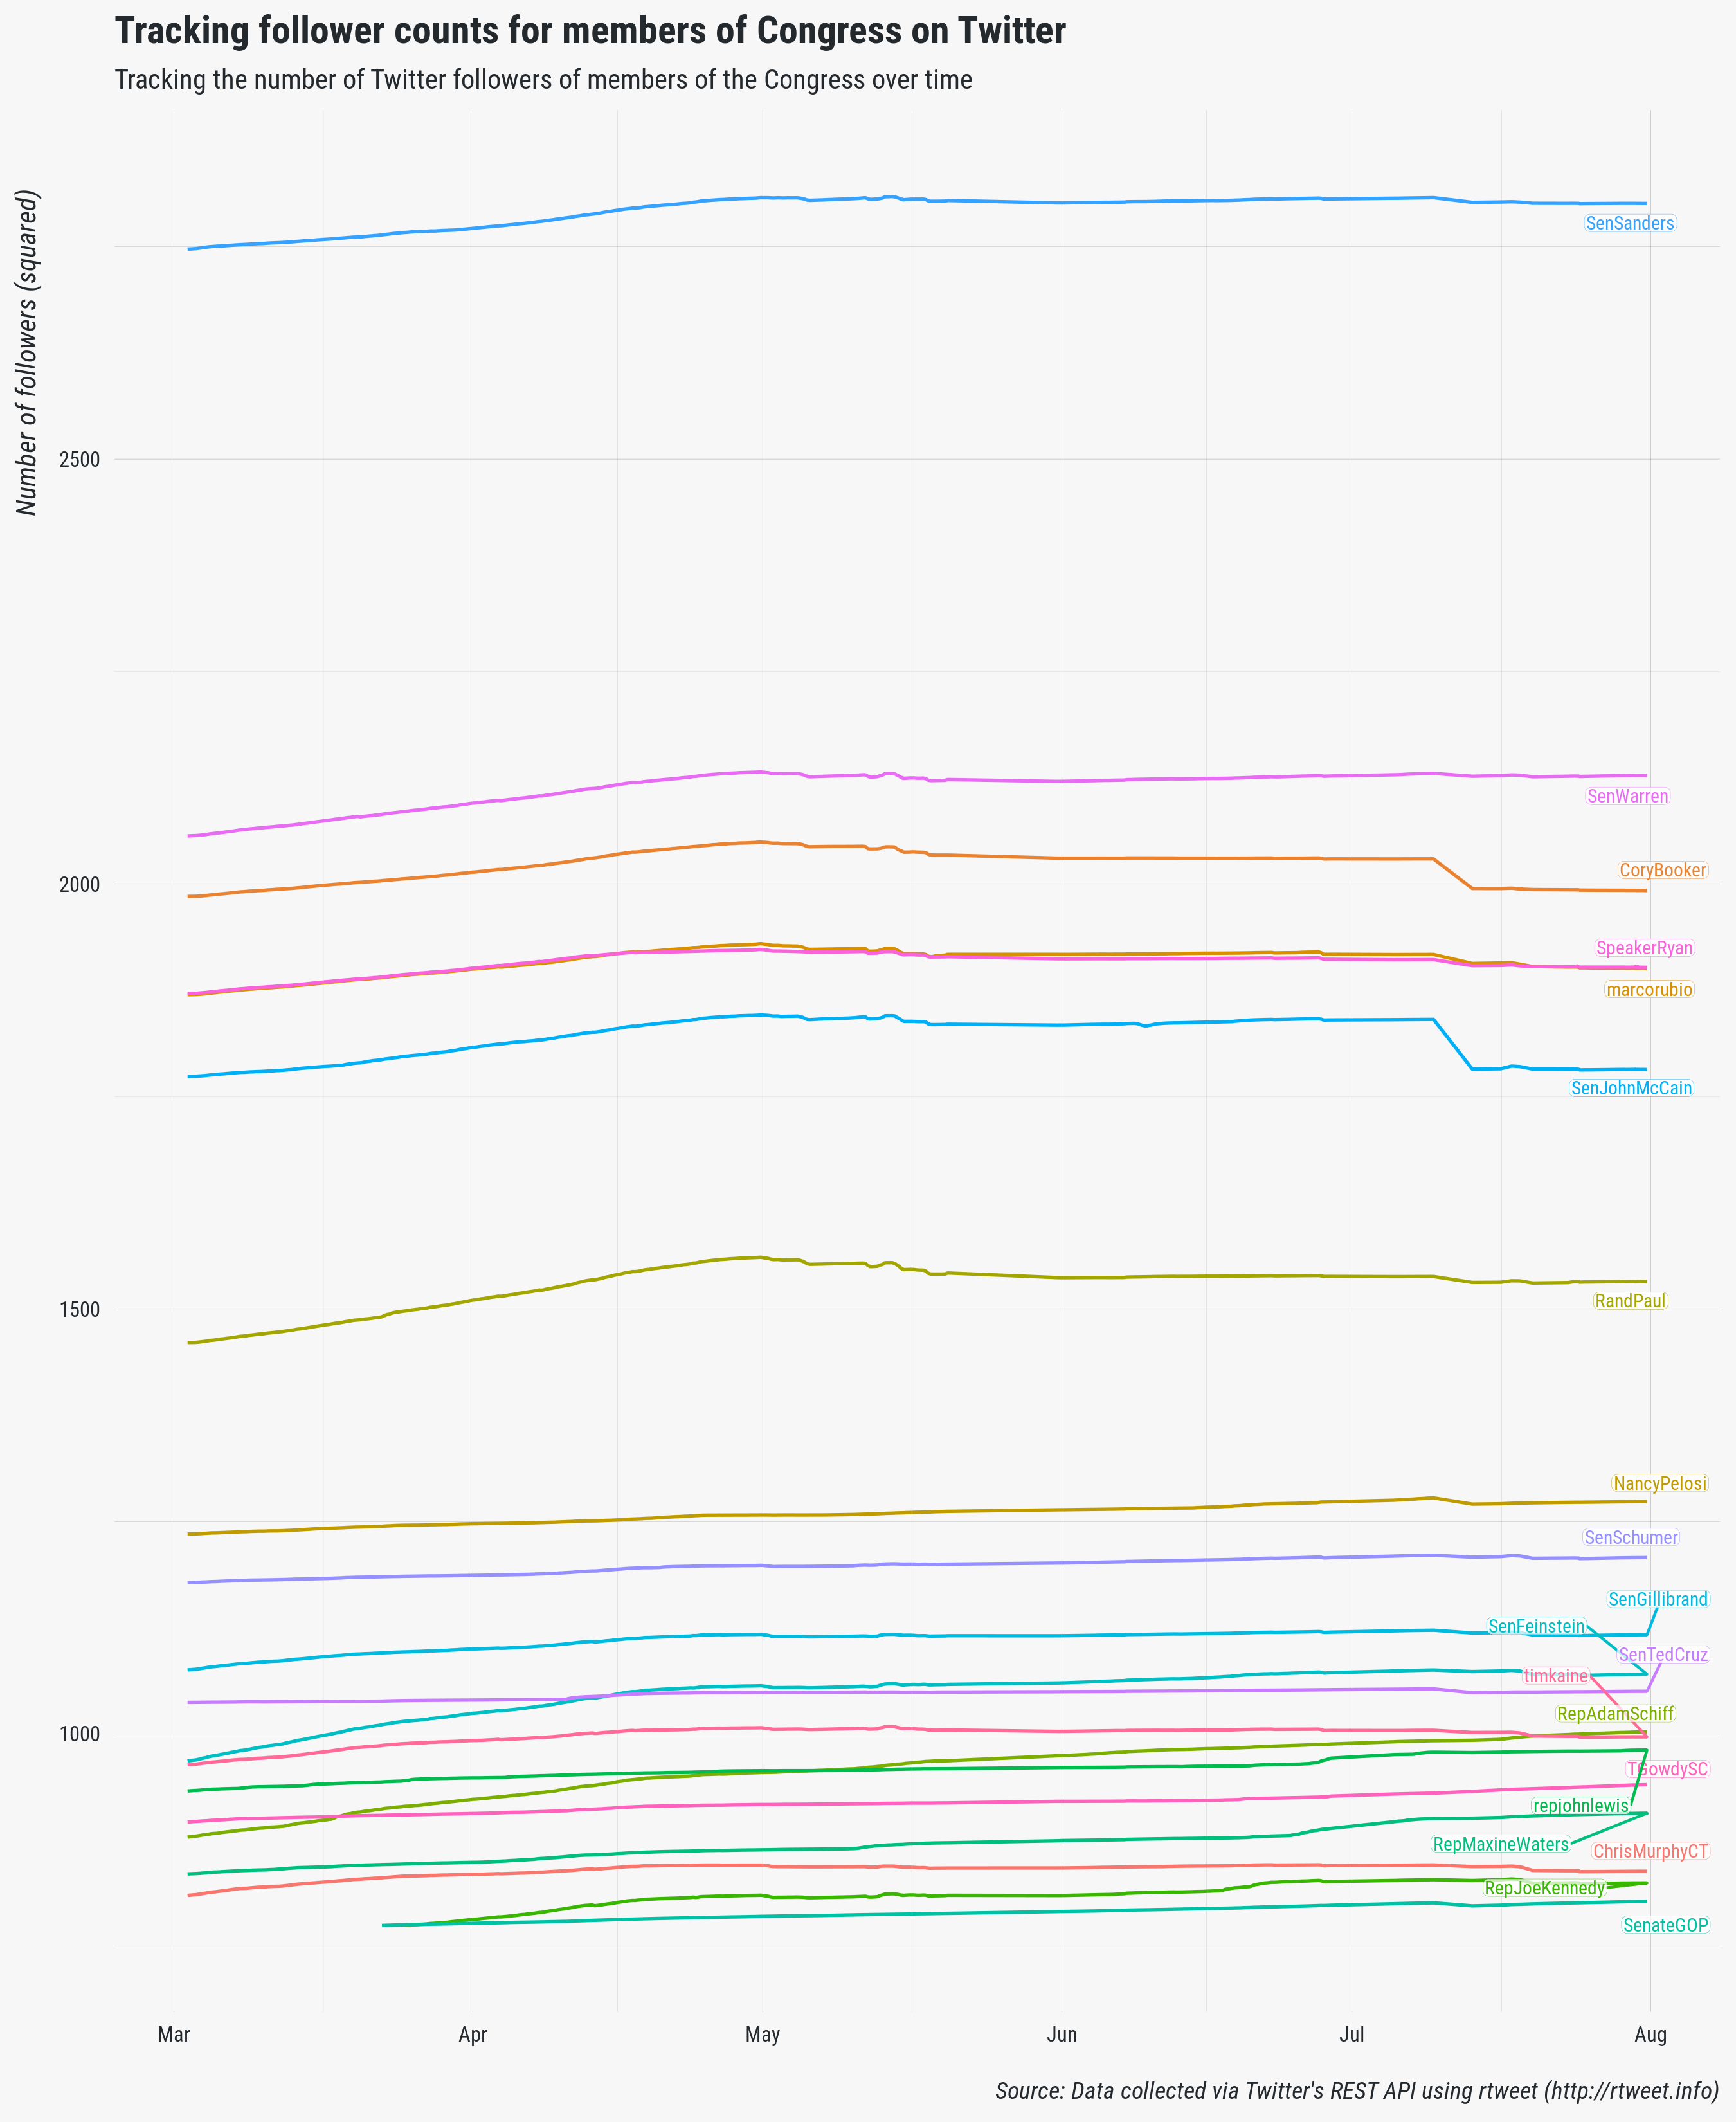 Tracking follower counts for members of Congress on Twitter
Tracking the number of Twitter followers of members of the Congress over time
Number of followers (squared)
SenSanders
2500
SenWarren
CoryBooker
2000
SpeakerRyan
marcorubio
SenJohnMcCain
RandPaul
1500
NancyPelosi
SenSchumer
SenGillibrand
SenFeinstein
SenTedCruz
timkaine
RepAdamSchiff
1000
TGowdySC
repjohnlewis
RepMaxineWaters
ChrisMurphyCT
RepJoeKennedy
SenateGOP
Mar Apr May Jun Jul Aug
Source: Data collected via Twitter's REST API using rtweet (http://rtweet.info)